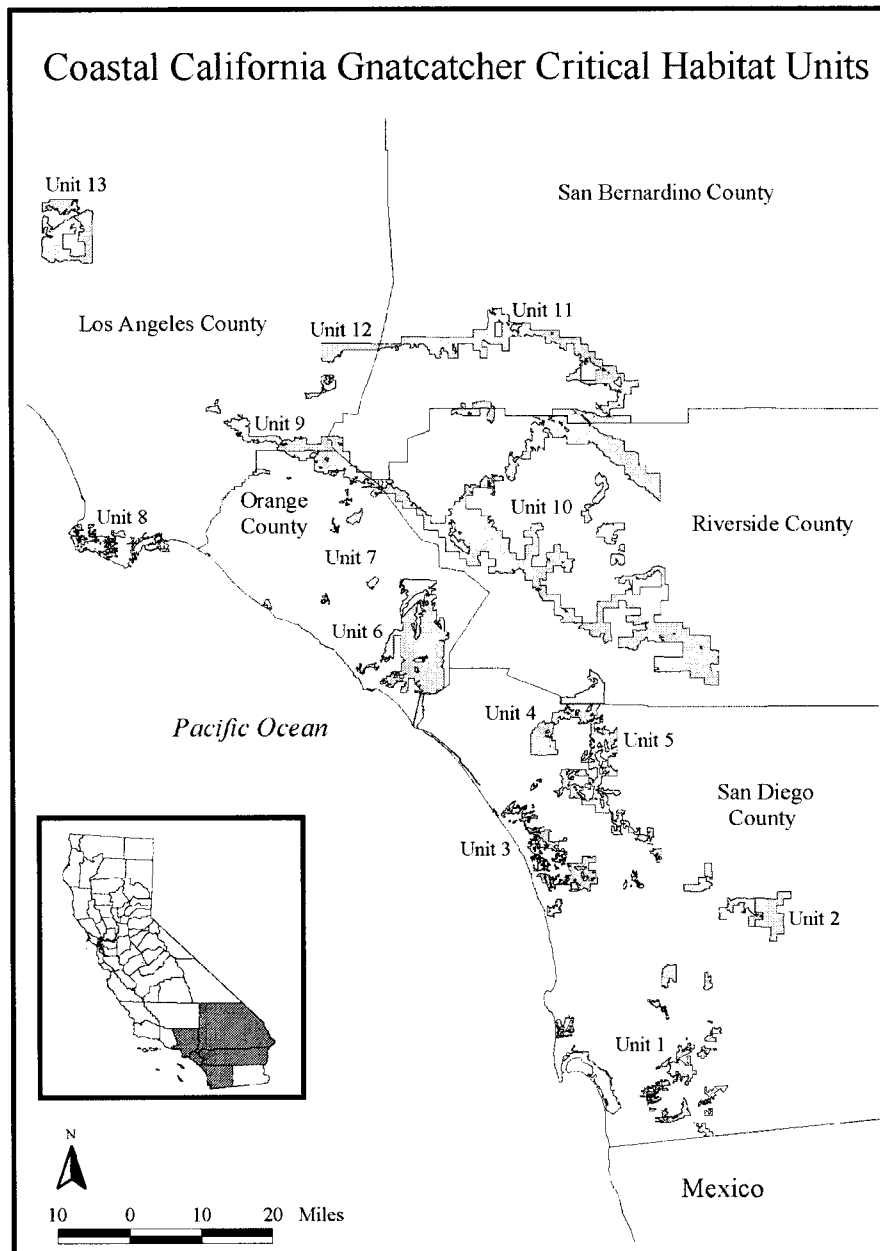 Coastal California Gnatcatcher Critical Habitat Units
Unit 13
San Bernardino County
Los Angeles County
Unit 12
Unit 11
Unit 9
Orange
County
Unit 10
Riverside County
Unit 8
Unit 7
Unit 6
Pacific Ocean
Unit 4
Unit 5
San Diego
County
Unit 3
Unit 2
Unit 1
Mexico
N
10 0 10 20 Miles